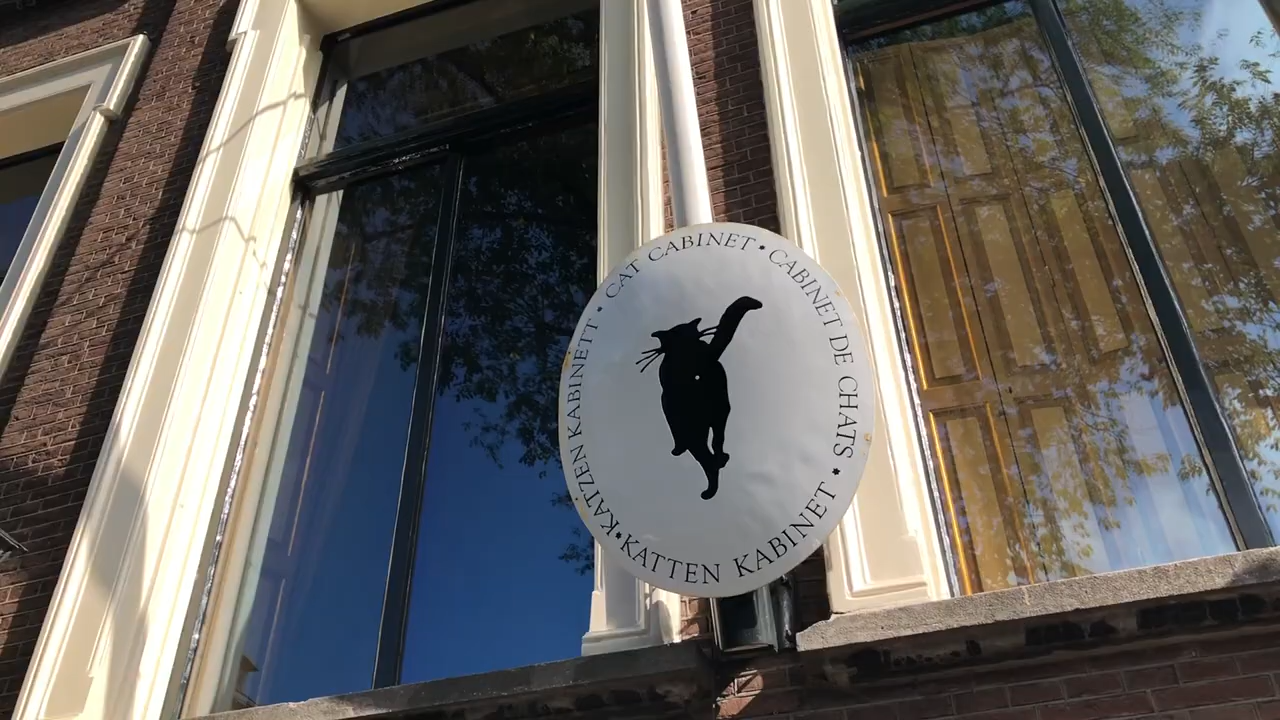 CAT CABINET • CABINET DE CHATS • KATTEN KABINET • KATZEN KABINETT •